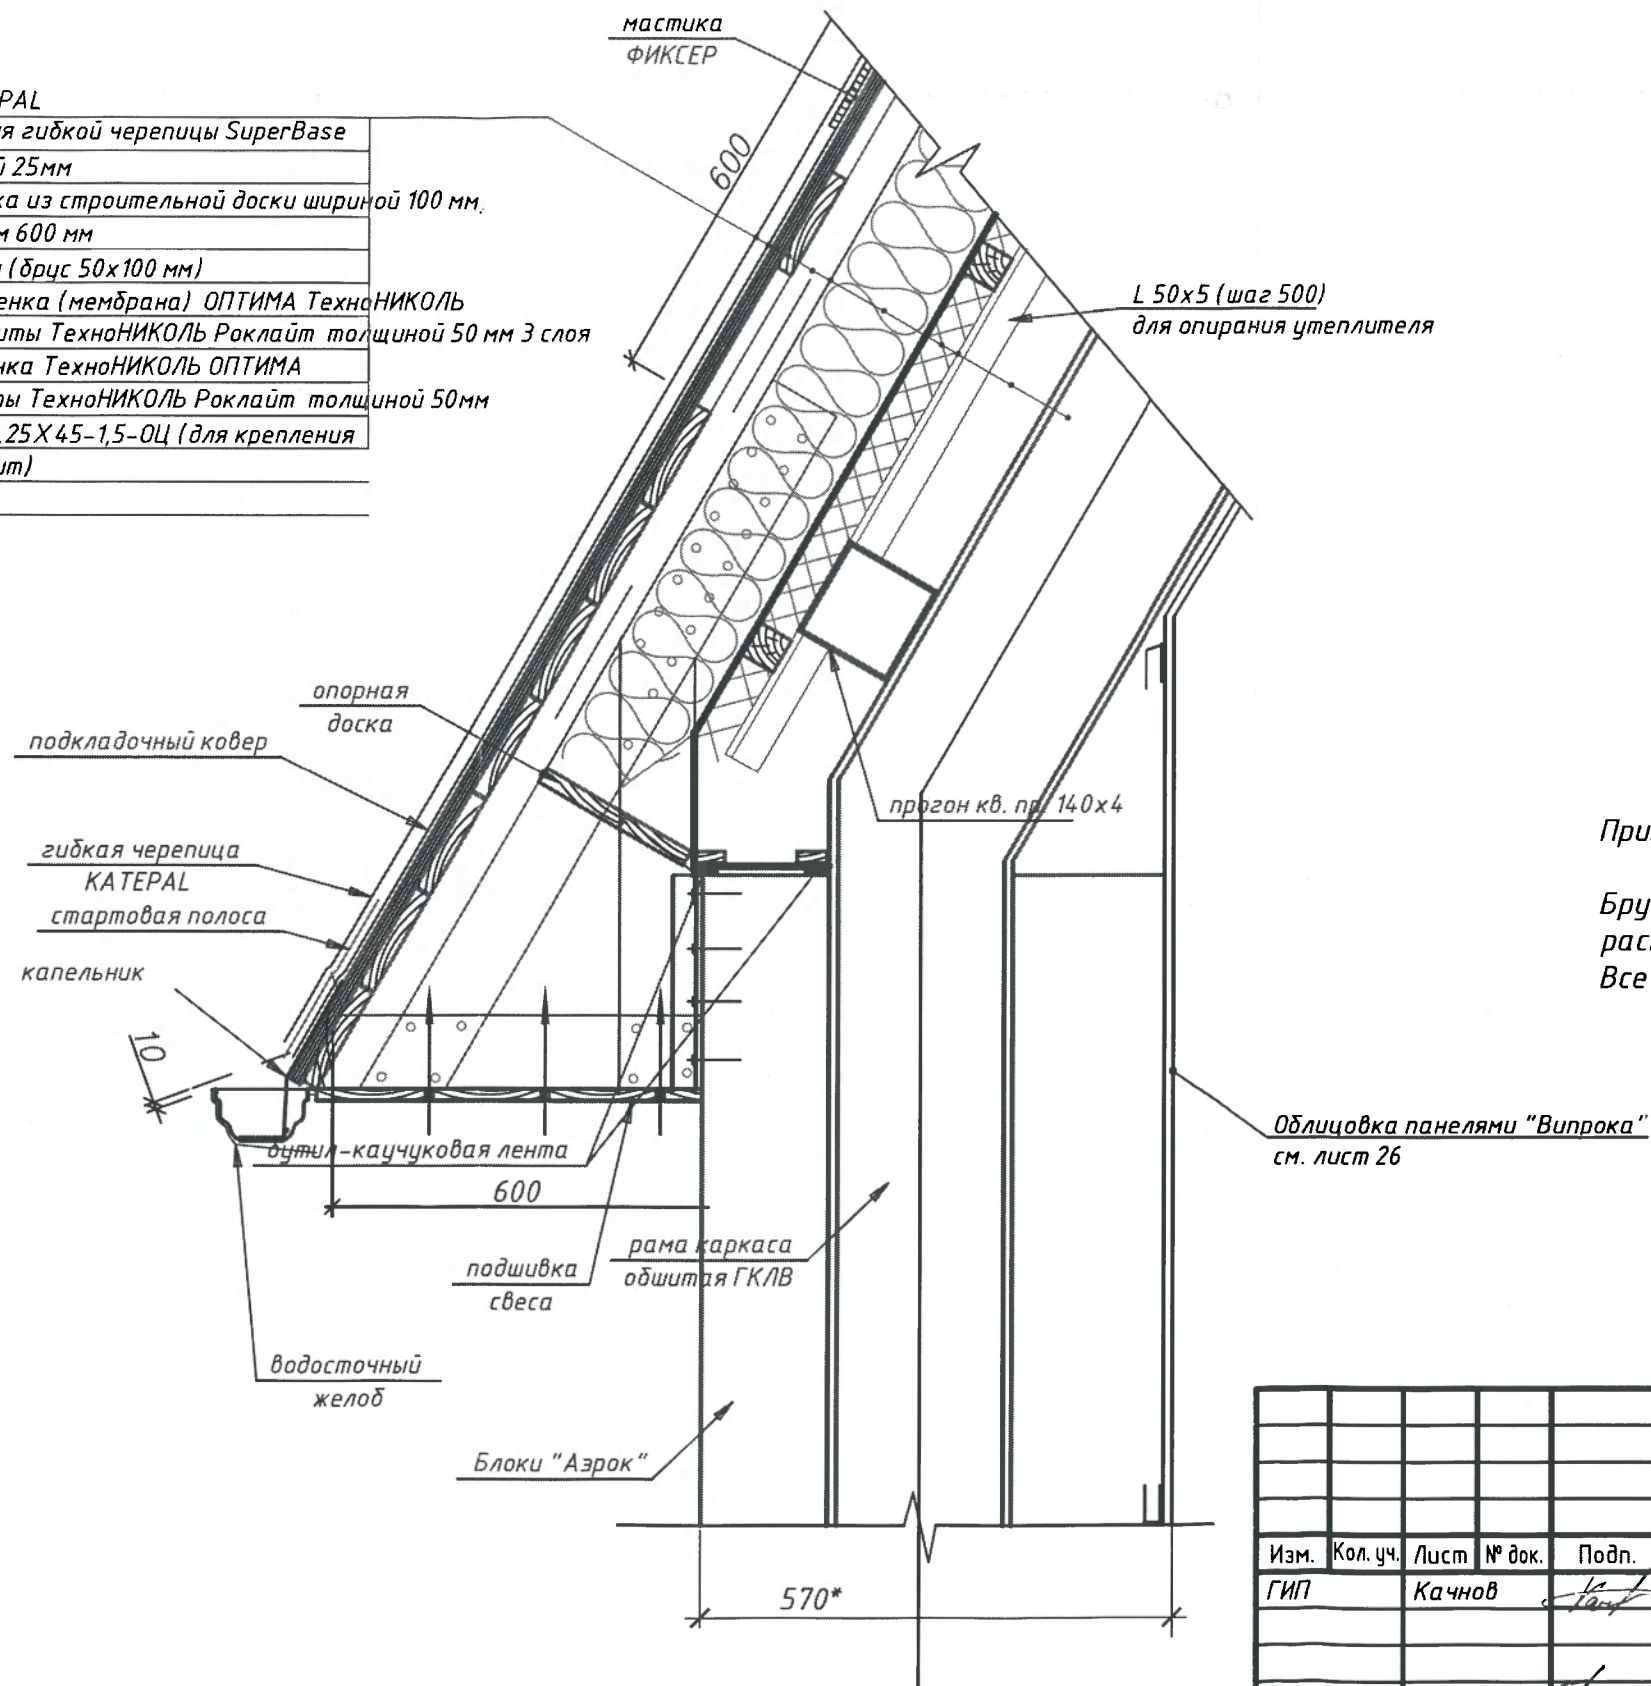 мастика
ФИКСЕР
PAL
я гибкой черепицы SuperBase
й 25мм
ка из строительной доски шириной 100 мм.
м 600 мм
(брус 50х100 мм)
енка (мембрана) ОПТИМА ТехноНИКОЛЬ
иты ТехноНИКОЛЬ Роклайт толщиной 50 мм 3 слоя
нка ТехноНИКОЛЬ ОПТИМА
ты ТехноНИКОЛЬ Роклайт толщиной 50мм
25Х45-1,5-ОЦ (для крепления
ит)
600
L 50x5 (шаг 500)
для опирания утеплителя
опорная
доска
подкладочный ковер
прогон кв. пр. 140х4
гибкая черепица
KATEPAL
стартовая полоса
капельник
10
При
Бру
рас
Все
Облицовка панелями "Випрока"
см. лист 26
бутил-каучуковая лента
600
рама каркаса
обшитая ГКЛВ
подшивка
свеса
водосточный
желоб
Блоки "Аэрок"
570*
Изм. Кол. уч. Лист № док. Подп.
ГИП Качнов